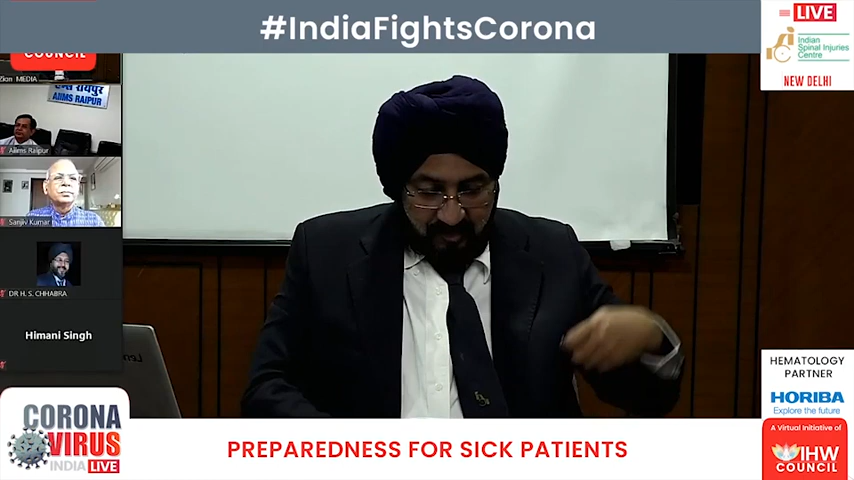 #IndiaFightsCorona
LIVE
Indian
Spinal Injuries
Centre
NEW DELHI
COUNCIL
Zion MEDIA
एम्स रायपुर
AIIMS RAIPUR
Aiims Raipur
Sanjiv Kumar
DR H. S. CHHABRA
Himani Singh
HEMATOLOGY
PARTNER
HORIBA
Explore the future
CORONA
VIRUS
INDIA LIVE
PREPAREDNESS FOR SICK PATIENTS
A Virtual Initiative of
IHW
COUNCIL